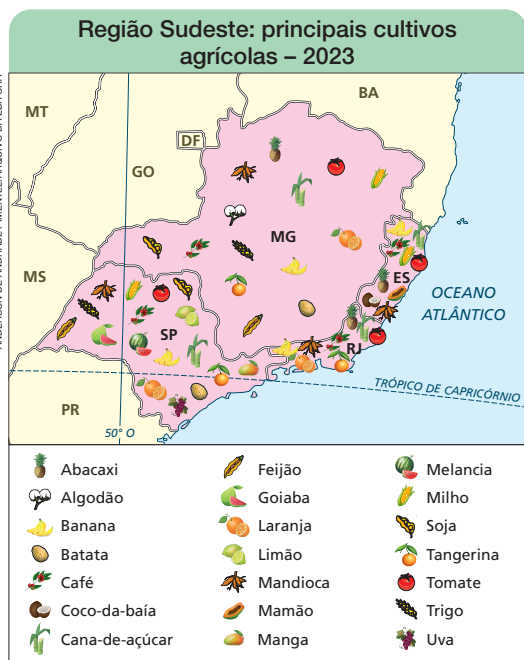 Região Sudeste: principais cultivos
agrícolas – 2023
BA
MT
DF
GO
MG
ES
MS
OCEANO
ATLÂNTICO
SP
RJ
TRÓPICO DE CAPRICÓRNIO
PR
50° O
Abacaxi
Algodão
Banana
Batata
Café
Coco-da-baía
Cana-de-açúcar
Feijão
Goiaba
Laranja
Limão
Mandioca
Mamão
Manga
Melancia
Milho
Soja
Tangerina
Tomate
Trigo
Uva